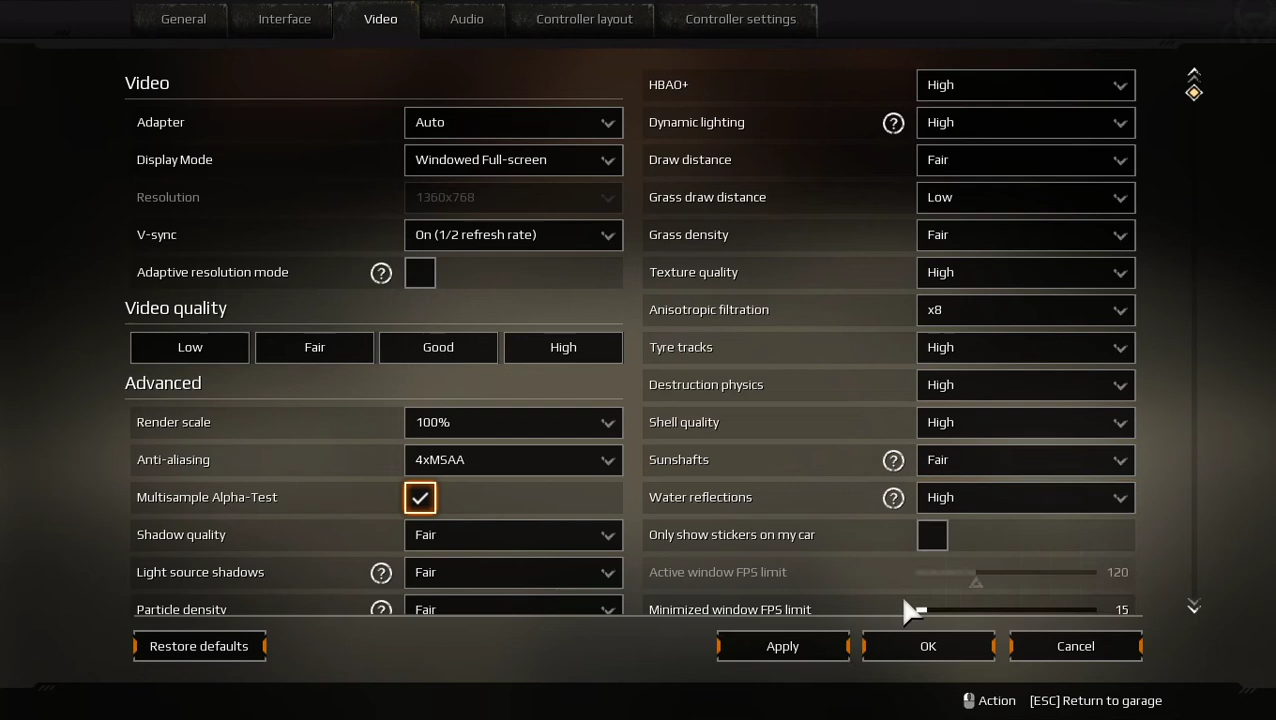 General Interface Video Audio Controller layout Controller settings
Video
Adapter Auto
Display Mode Windowed Full-screen
Resolution 1360x768
V-sync On (1/2 refresh rate)
Adaptive resolution mode ?
Video quality
Low Fair Good High
Advanced
Render scale 100%
Anti-aliasing 4xMSAA
Multisample Alpha-Test
Shadow quality Fair
Light source shadows ? Fair
Particle density ? Fair
HBAO+ High
Dynamic lighting ? High
Draw distance Fair
Grass draw distance Low
Grass density Fair
Texture quality High
Anisotropic filtration x8
Tyre tracks High
Destruction physics High
Shell quality High
Sunshafts ? Fair
Water reflections ? High
Only show stickers on my car
Active window FPS limit 120
Minimized window FPS limit 15
Restore defaults Apply OK Cancel
Action [ESC] Return to garage